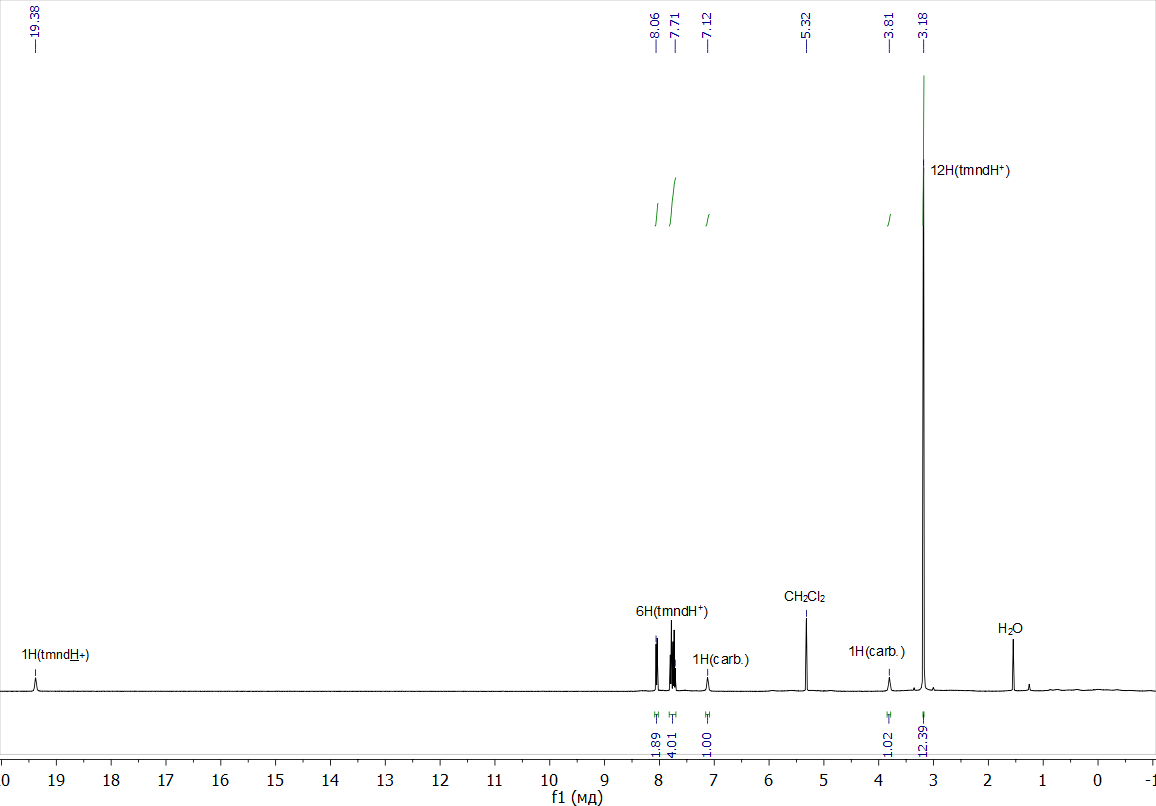 19.38
8.06
7.71
7.12
5.32
3.81
3.18
12H(tmndH⁺)
CH₂Cl₂
6H(tmndH⁺)
H₂O
1H(tmndH+)
1H(carb.)
1H(carb.)
1.89
4.01
1.00
1.02
12.39
0 19 18 17 16 15 14 13 12 11 10 9 8 7 6 5 4 3 2 1 0 -1
f1 (мд)